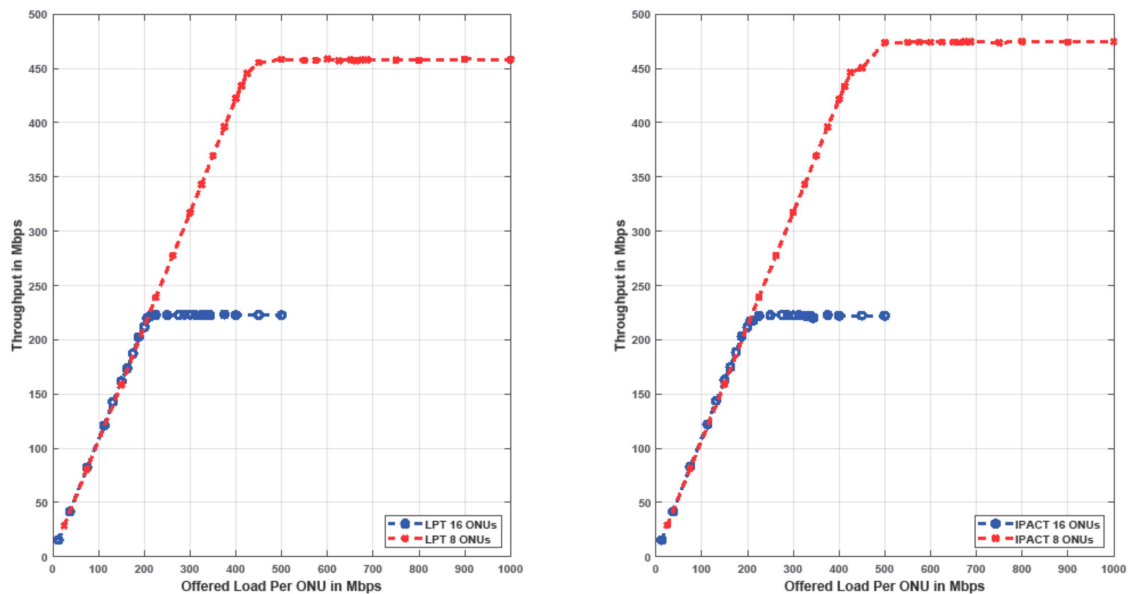 500
450
400
350
300
250
200
150
100
50
0
Throughput in Mbps
0 100 200 300 400 500 600 700 800 900 1000
Offered Load Per ONU in Mbps
LPT 16 ONUs
LPT 8 ONUs
500
450
400
350
300
250
200
150
100
50
0
Throughput in Mbps
0 100 200 300 400 500 600 700 800 900 1000
Offered Load Per ONU in Mbps
IPACT 16 ONUs
IPACT 8 ONUs